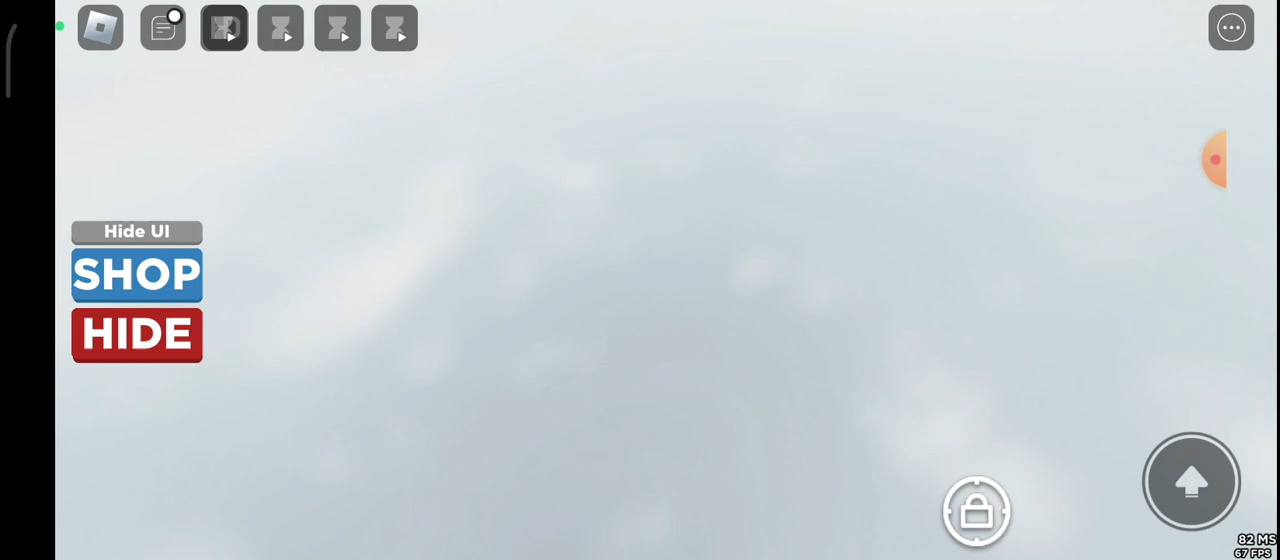 Hide UI
SHOP
HIDE
82 MS
67 FPS